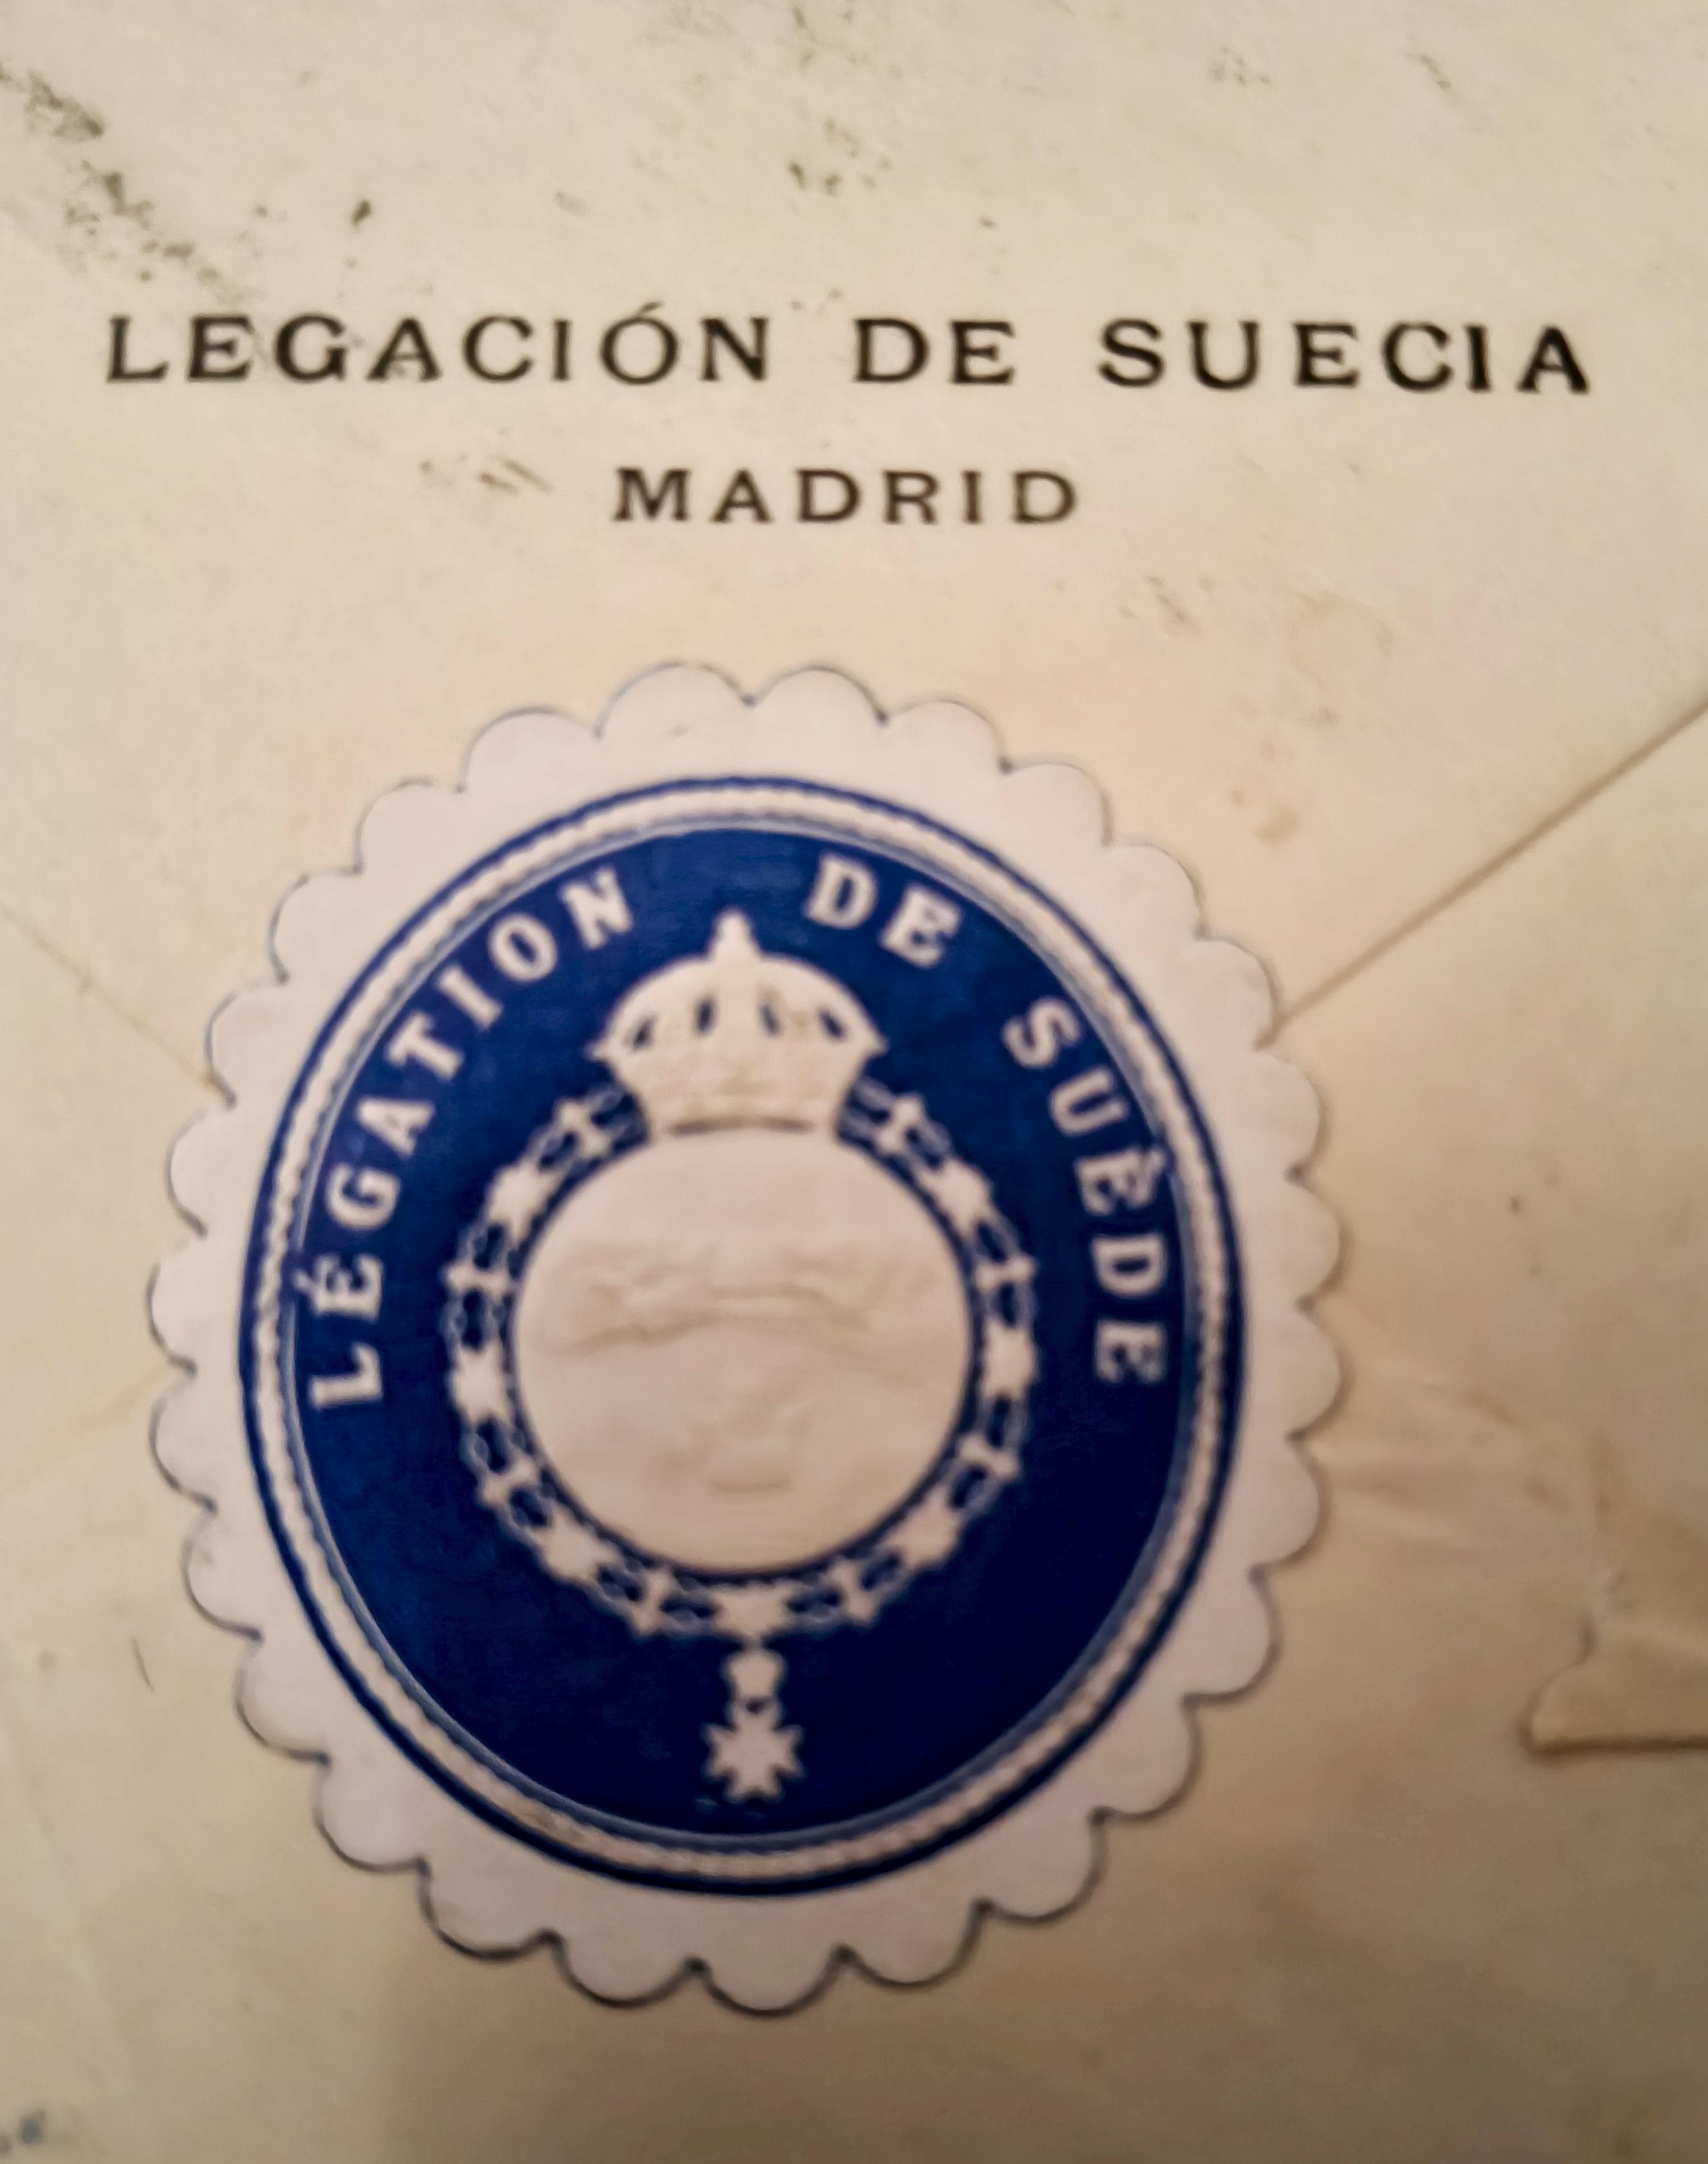 LEGACIÓN DE SUECIA
MADRID
LÉGATION DE SUÈDE